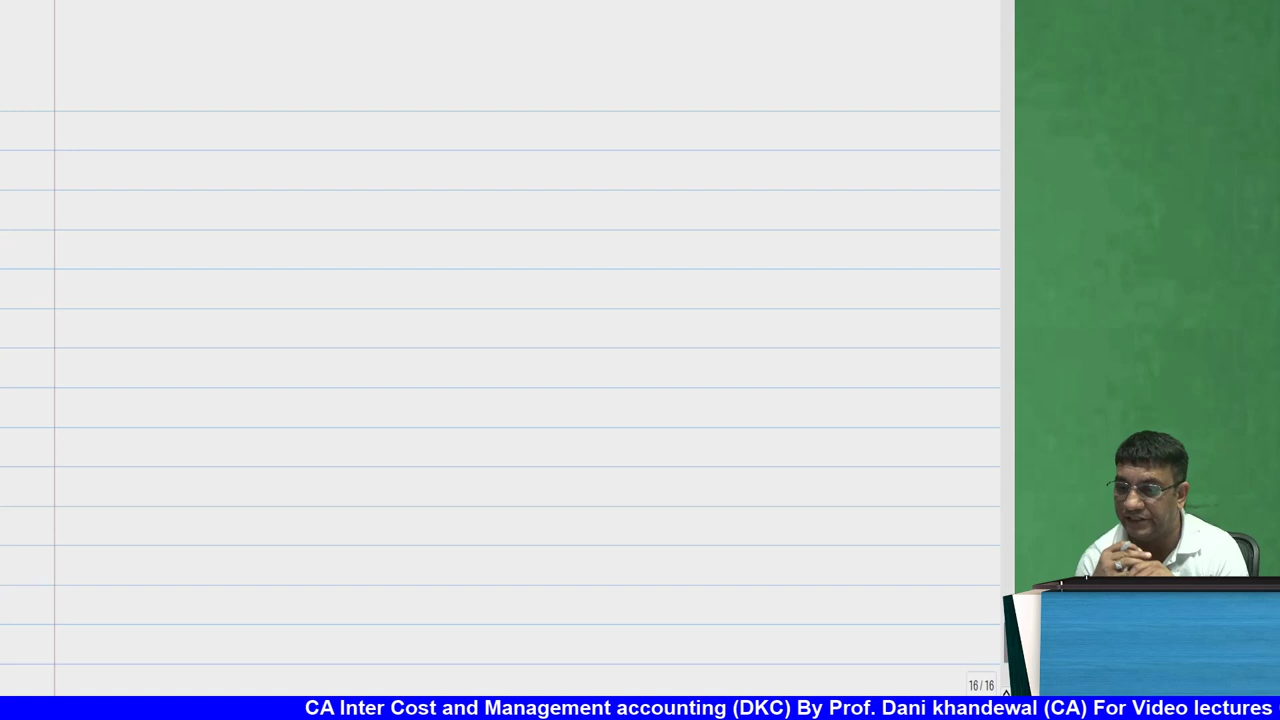 16 / 16
CA Inter Cost and Management accounting (DKC) By Prof. Dani khandewal (CA) For Video lectures